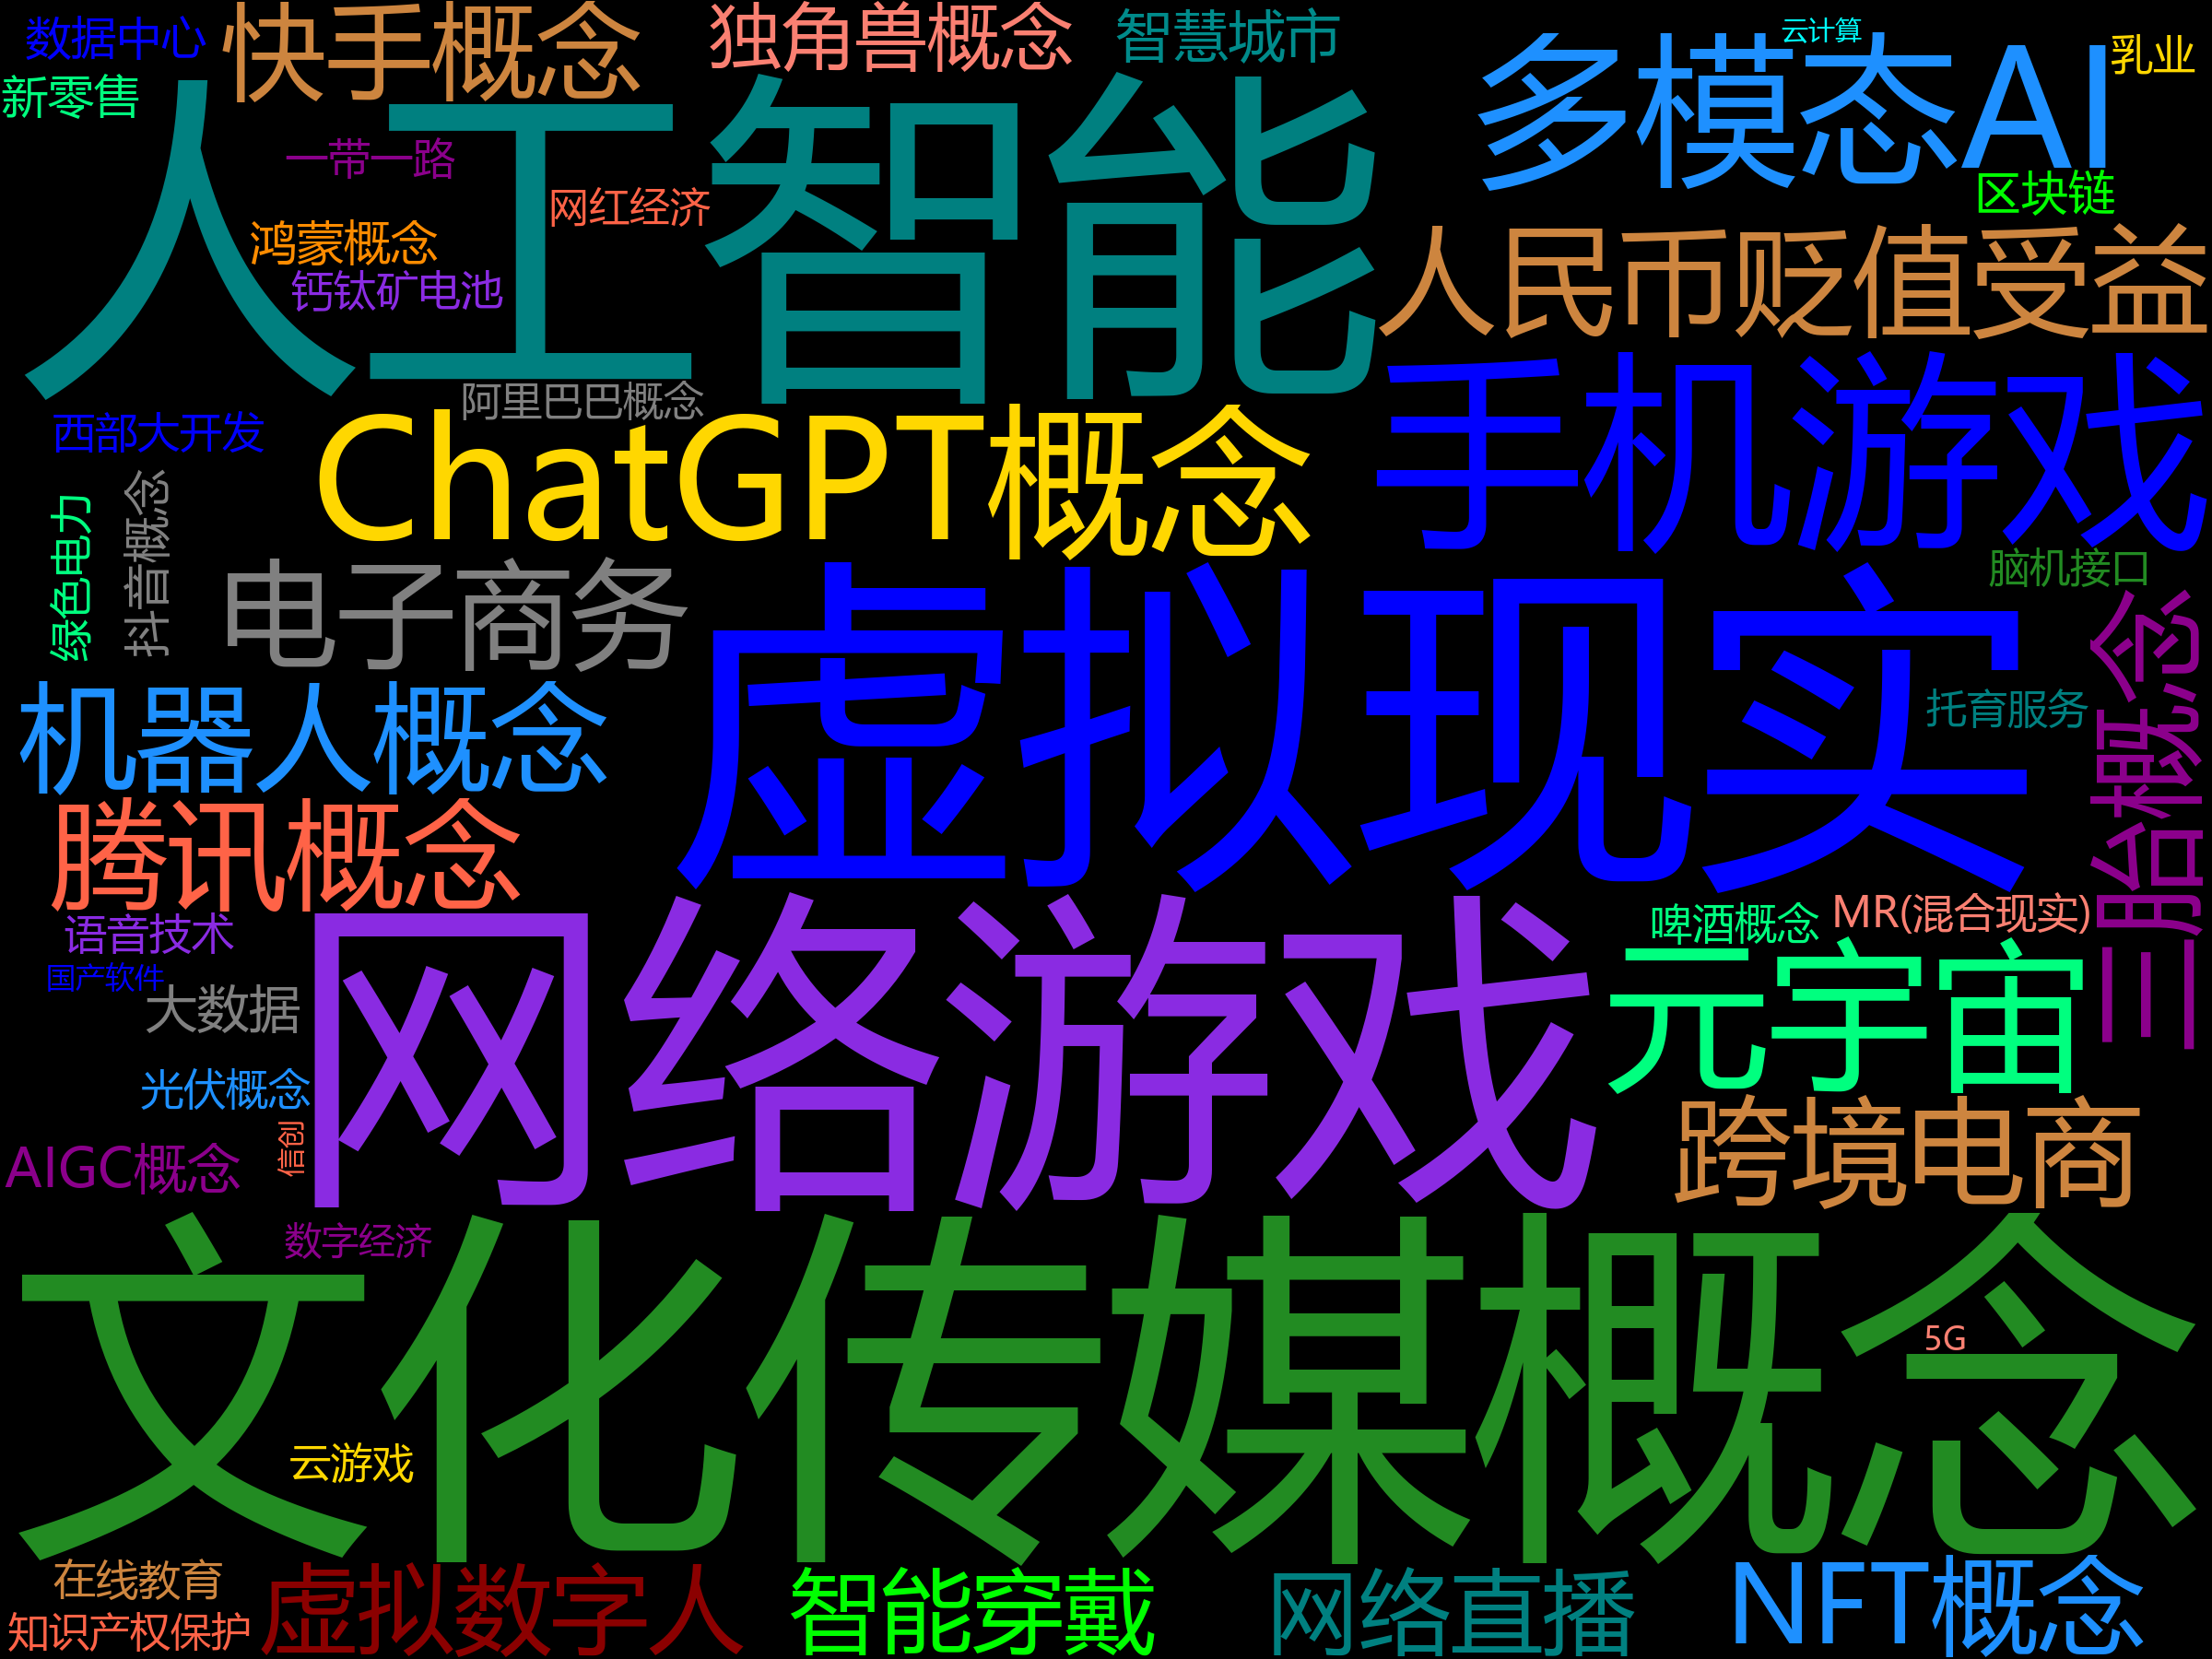 数据中心
快手概念
独角兽概念
智慧城市
云计算
乳业
新零售
人工智能
多模态AI
一带一路
网红经济
区块链
鸿蒙概念
人民币贬值受益
钙钛矿电池
阿里巴巴概念
手机游戏
西部大开发
ChatGPT概念
抖音概念
绿色电力
电子商务
脑机接口
虚拟现实
三胎概念
机器人概念
托育服务
腾讯概念
语音技术
啤酒概念
MR(混合现实)
国产软件
网络游戏
元宇宙
大数据
光伏概念
跨境电商
信创
AIGC概念
数字经济
文化传媒概念
5G
云游戏
在线教育
虚拟数字人
智能穿戴
网络直播
NFT概念
知识产权保护